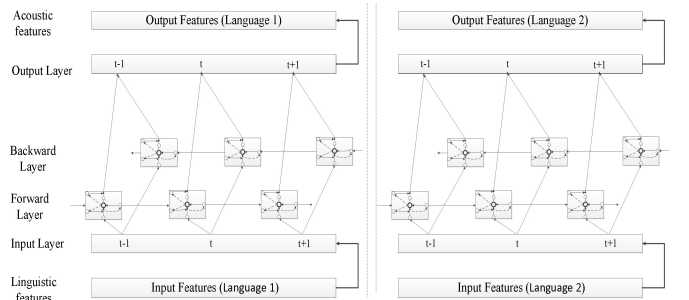 Acoustic
features
Output Features (Language 1)
Output Features (Language 2)
Output Layer
t-1 t t+1
t-1 t t+1
Backward
Layer
Forward
Layer
Input Layer
t-1 t t+1
t-1 t t+1
Linguistic
features
Input Features (Language 1)
Input Features (Language 2)